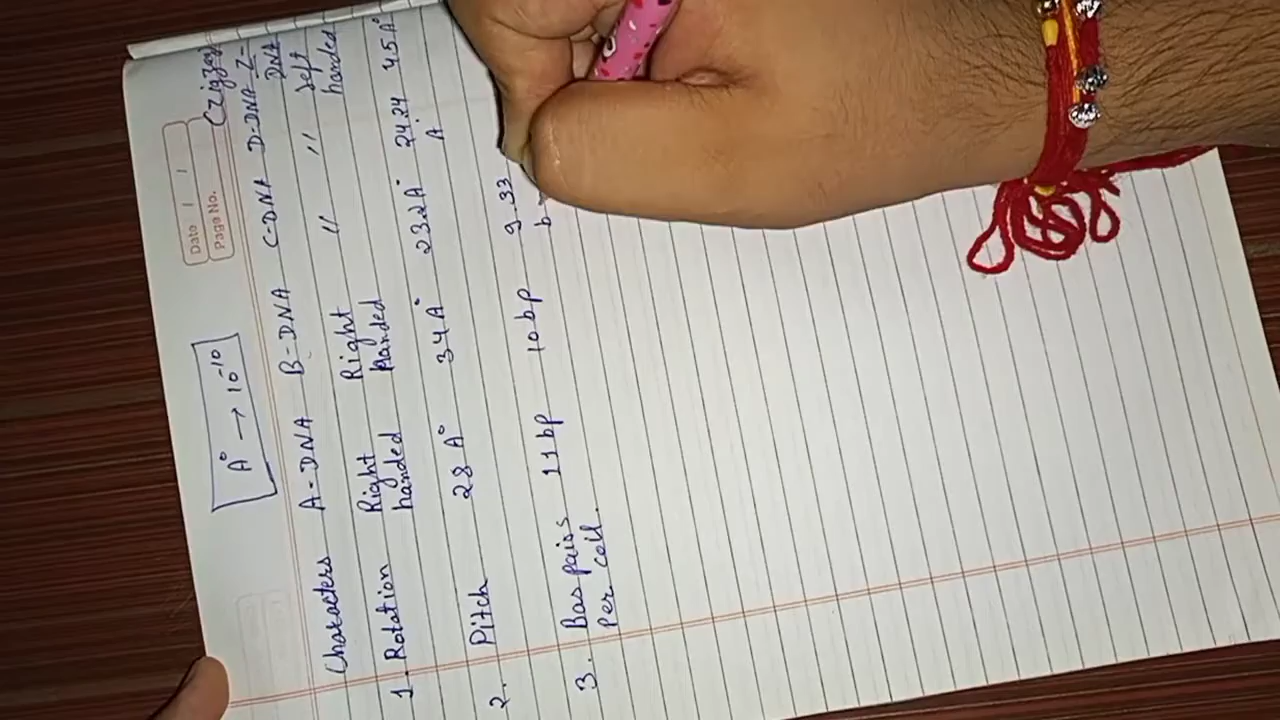 Date / /
Page No.
A° → 10⁻¹⁰
(Zigzag)
Characters A-DNA B-DNA C-DNA D-DNA Z-
DNA
1. Rotation Right Right " " left
handed handed handed
2. Pitch 28 A° 34 A° 23.2 A° 24.24 45 A°
A°
3. Bas pairs 11 bp 10 bp 9.33
Per coil. b